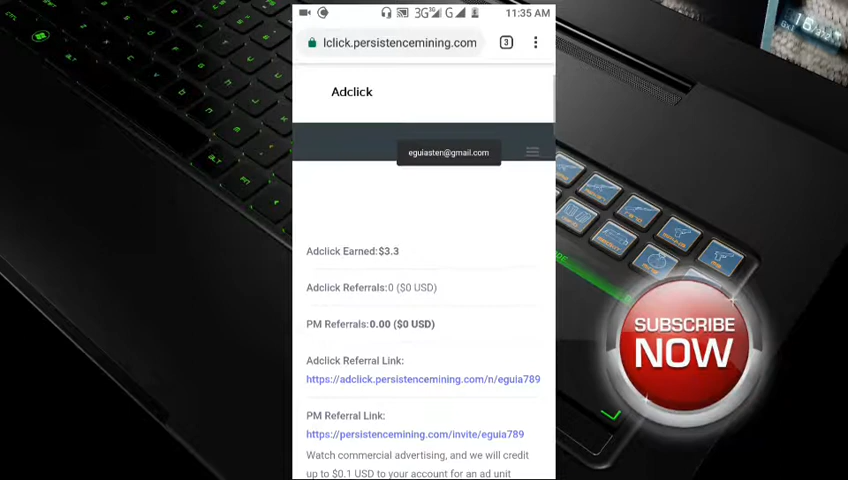 11:35 AM
3G 3G G
lclick.persistencemining.com
3
Adclick
eguiasten@gmail.com
Adclick Earned:$3.3
Adclick Referrals:0 ($0 USD)
PM Referrals:0.00 ($0 USD)
Adclick Referral Link:
https://adclick.persistencemining.com/n/eguia789
PM Referral Link:
https://persistencemining.com/invite/eguia789
Watch commercial advertising, and we will credit
up to $0.1 USD to your account for an ad unit
SUBSCRIBE
NOW